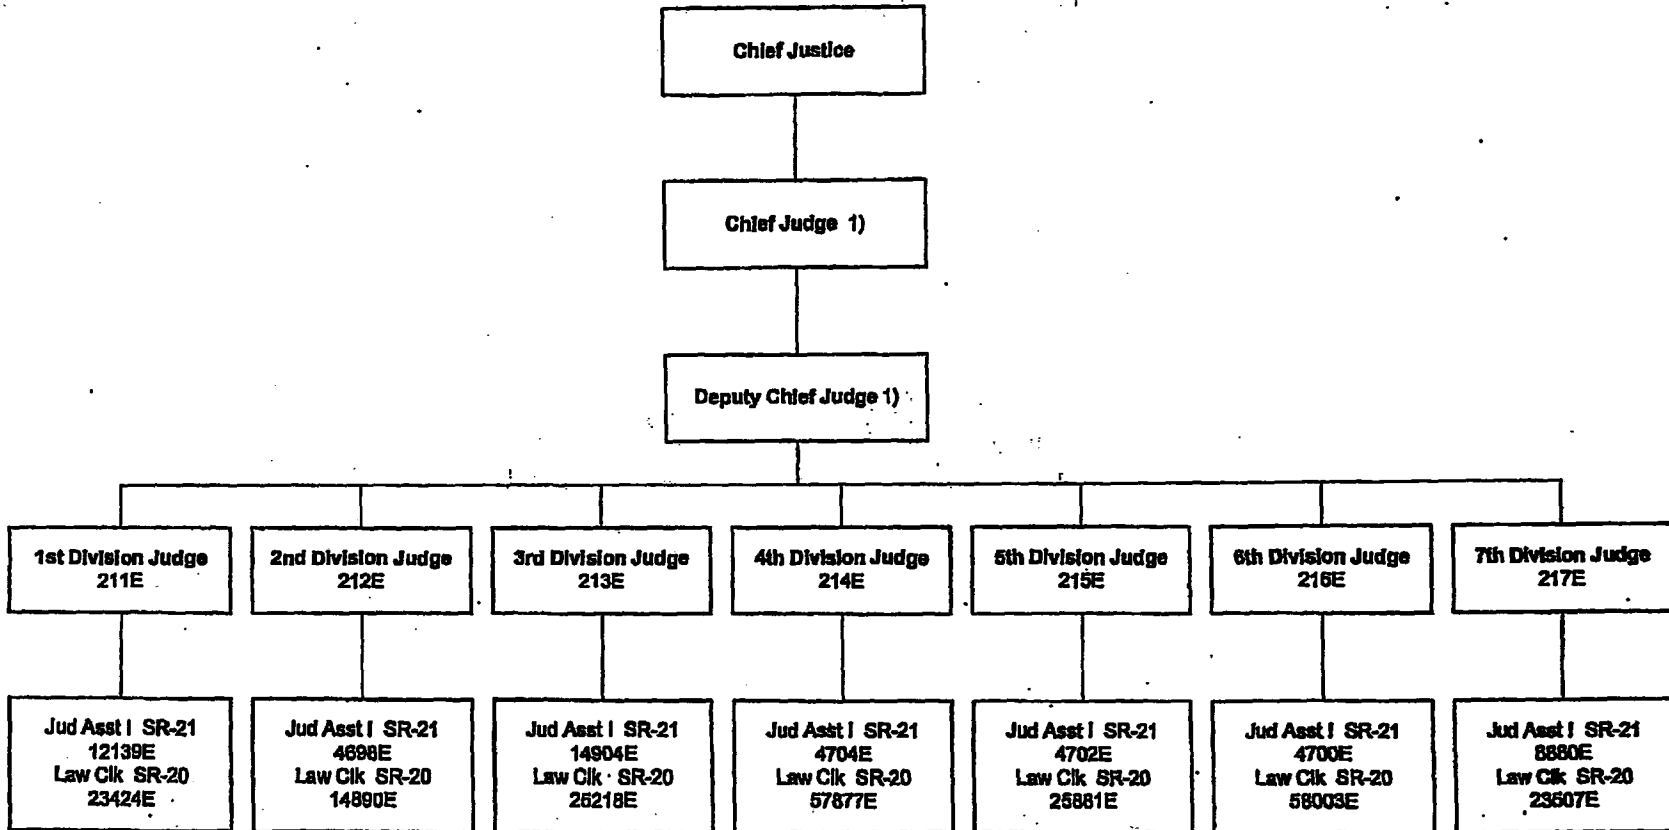 Chief Justice
Chief Judge 1)
Deputy Chief Judge 1)
1st Division Judge
211E
2nd Division Judge
212E
3rd Division Judge
213E
4th Division Judge
214E
5th Division Judge
215E
6th Division Judge
216E
7th Division Judge
217E
Jud Asst I SR-21
12139E
Law Clk SR-20
23424E
Jud Asst I SR-21
4698E
Law Clk SR-20
14890E
Jud Asst I SR-21
14904E
Law Clk SR-20
25218E
Jud Asst I SR-21
4704E
Law Clk SR-20
57877E
Jud Asst I SR-21
4702E
Law Clk SR-20
25881E
Jud Asst I SR-21
4700E
Law Clk SR-20
58003E
Jud Asst I SR-21
8880E
Law Clk SR-20